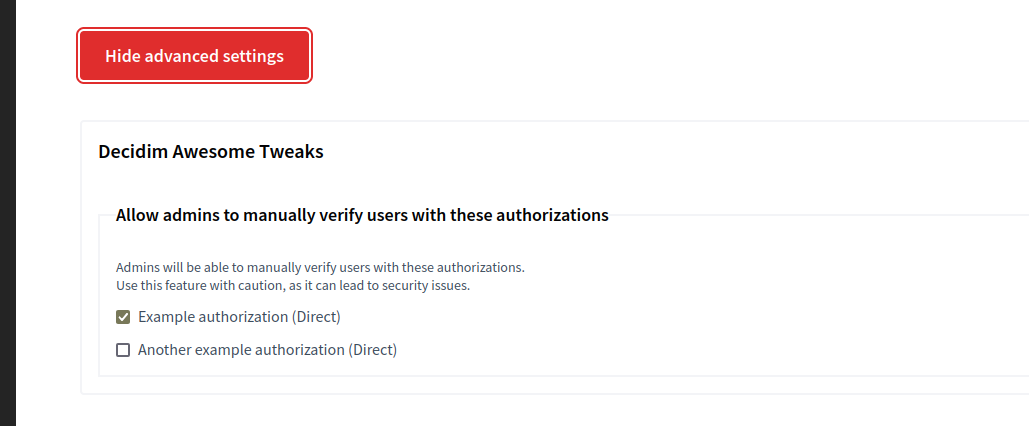 Hide advanced settings
Decidim Awesome Tweaks
Allow admins to manually verify users with these authorizations
Admins will be able to manually verify users with these authorizations.
Use this feature with caution, as it can lead to security issues.
Example authorization (Direct)
Another example authorization (Direct)